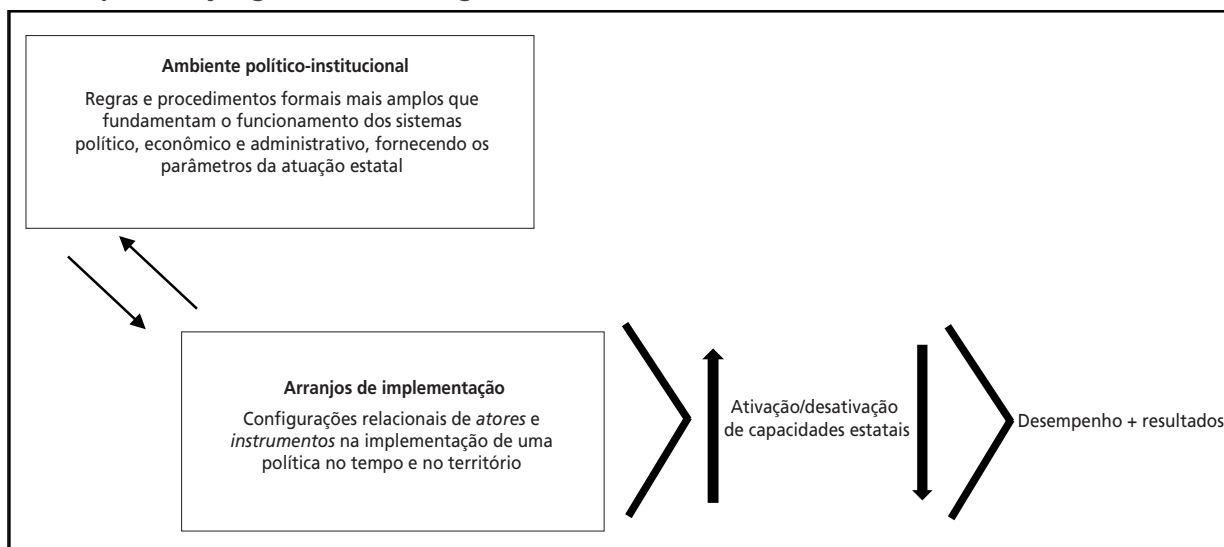 Ambiente político-institucional
Regras e procedimentos formais mais amplos que
fundamentam o funcionamento dos sistemas
político, econômico e administrativo, fornecendo os
parâmetros da atuação estatal
Arranjos de implementação
Configurações relacionais de atores e
instrumentos na implementação de uma
política no tempo e no território
Ativação/desativação
de capacidades estatais
Desempenho + resultados